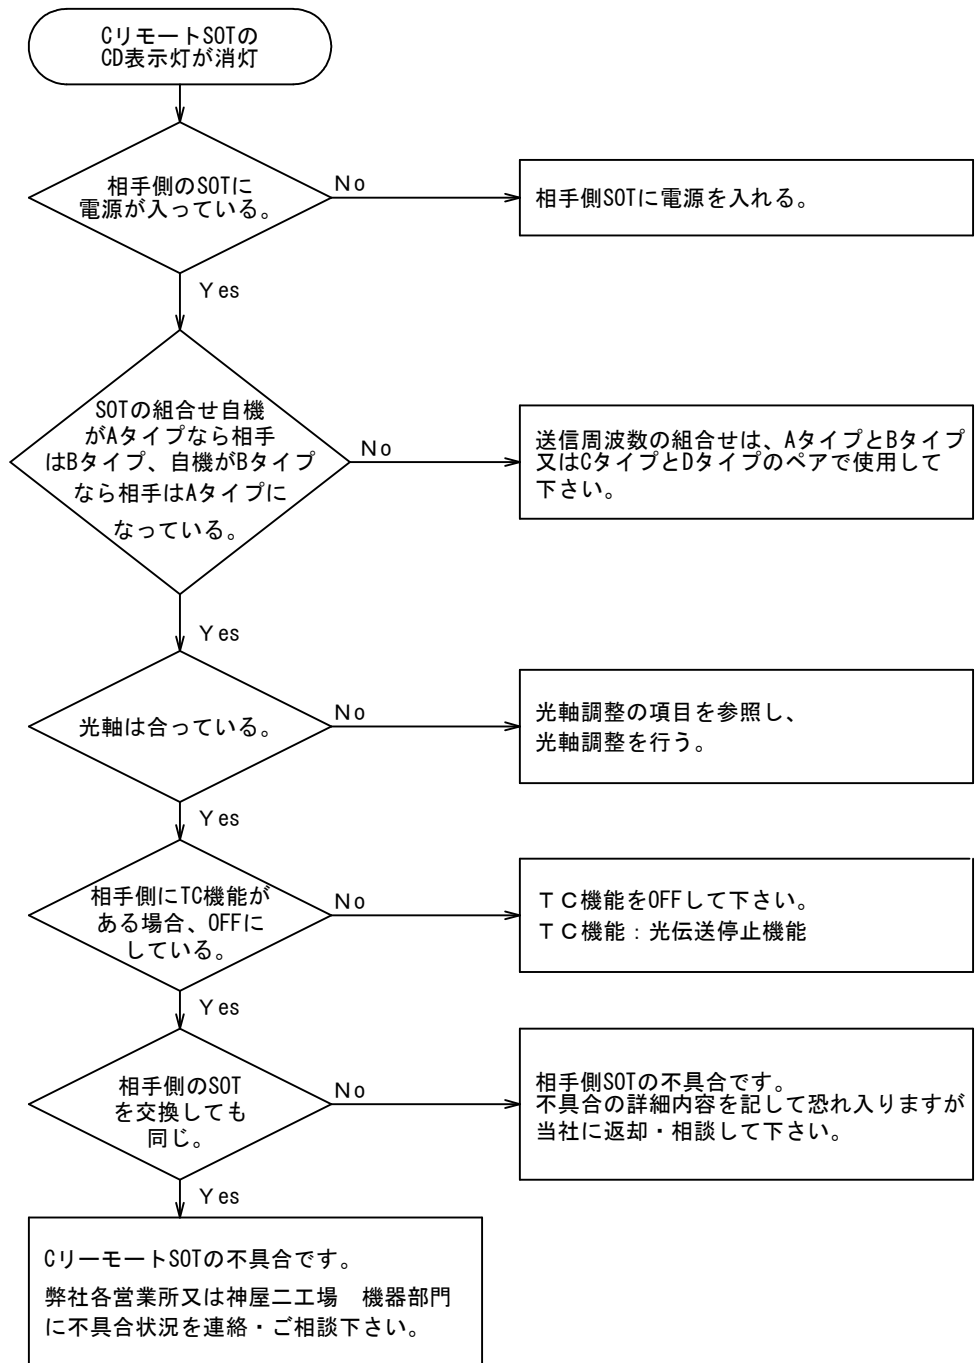 CリモートSOTの
CD表示灯が消灯
相手側のSOTに
電源が入っている。
No
相手側SOTに電源を入れる。
Yes
SOTの組合せ自機
がAタイプなら相手
はBタイプ、自機がBタイプ
なら相手はAタイプに
なっている。
No
送信周波数の組合せは、AタイプとBタイプ
又はCタイプとDタイプのペアで使用して
下さい。
Yes
光軸は合っている。
No
光軸調整の項目を参照し、
光軸調整を行う。
Yes
相手側にTC機能が
ある場合、OFFに
している。
No
ＴＣ機能をOFFして下さい。
ＴＣ機能：光伝送停止機能
Yes
相手側のSOT
を交換しても
同じ。
No
相手側SOTの不具合です。
不具合の詳細内容を記して恐れ入りますが
当社に返却・相談して下さい。
Yes
CリーモートSOTの不具合です。
弊社各営業所又は神屋二工場　機器部門
に不具合状況を連絡・ご相談下さい。